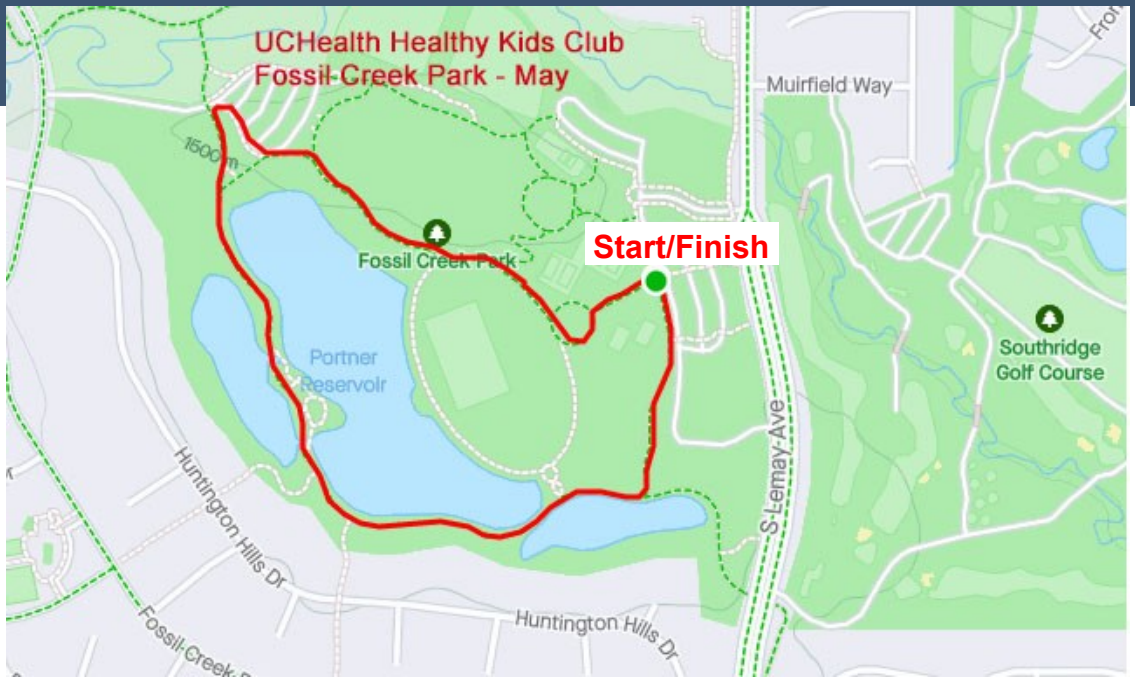 UCHealth Healthy Kids Club
Fossil Creek Park - May
Muirfield Way
1500 m
Start/Finish
Fossil Creek Park
Southridge
Golf Course
Portner
Reservoir
S Lemay Ave
Huntington Hills Dr
Huntington Hills Dr
Fossil Creek